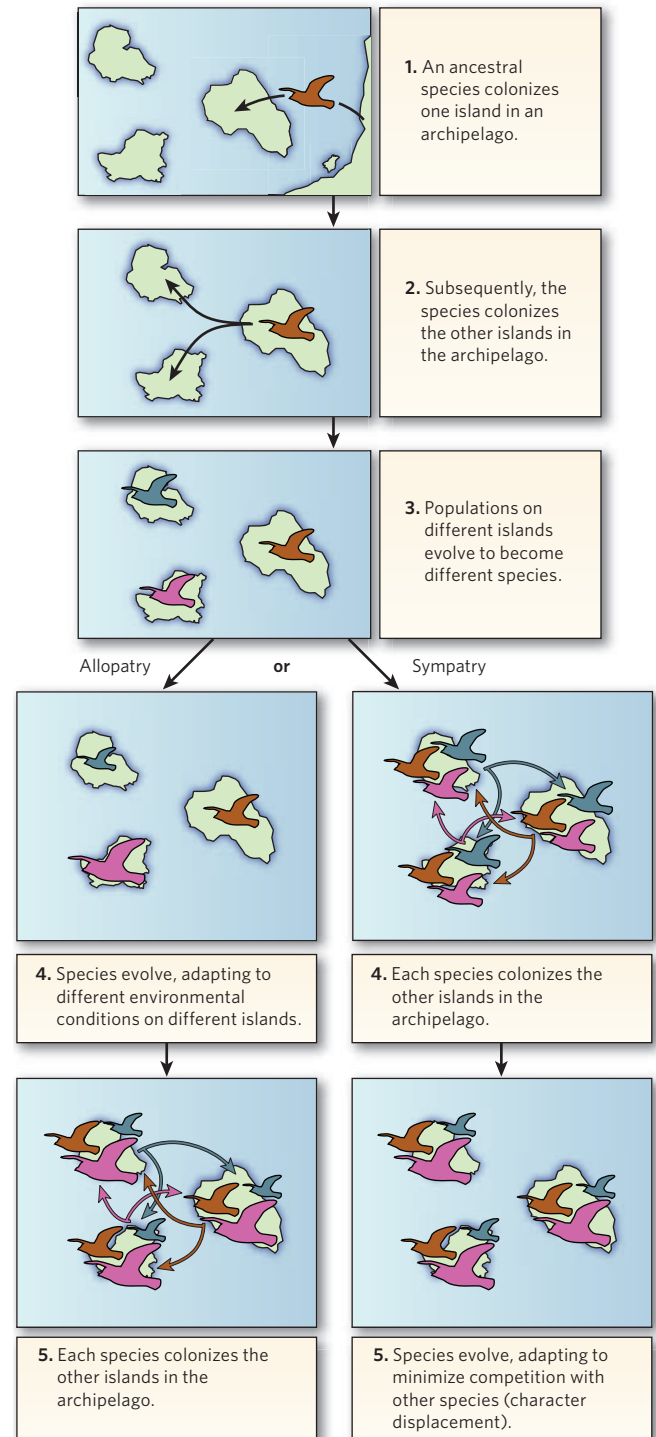 1. An ancestral
species colonizes
one island in an
archipelago.
2. Subsequently, the
species colonizes
the other islands in
the archipelago.
3. Populations on
different islands
evolve to become
different species.
Allopatry or Sympatry
4. Species evolve, adapting to
different environmental
conditions on different islands.
4. Each species colonizes the
other islands in the
archipelago.
5. Each species colonizes the
other islands in the
archipelago.
5. Species evolve, adapting to
minimize competition with
other species (character
displacement).